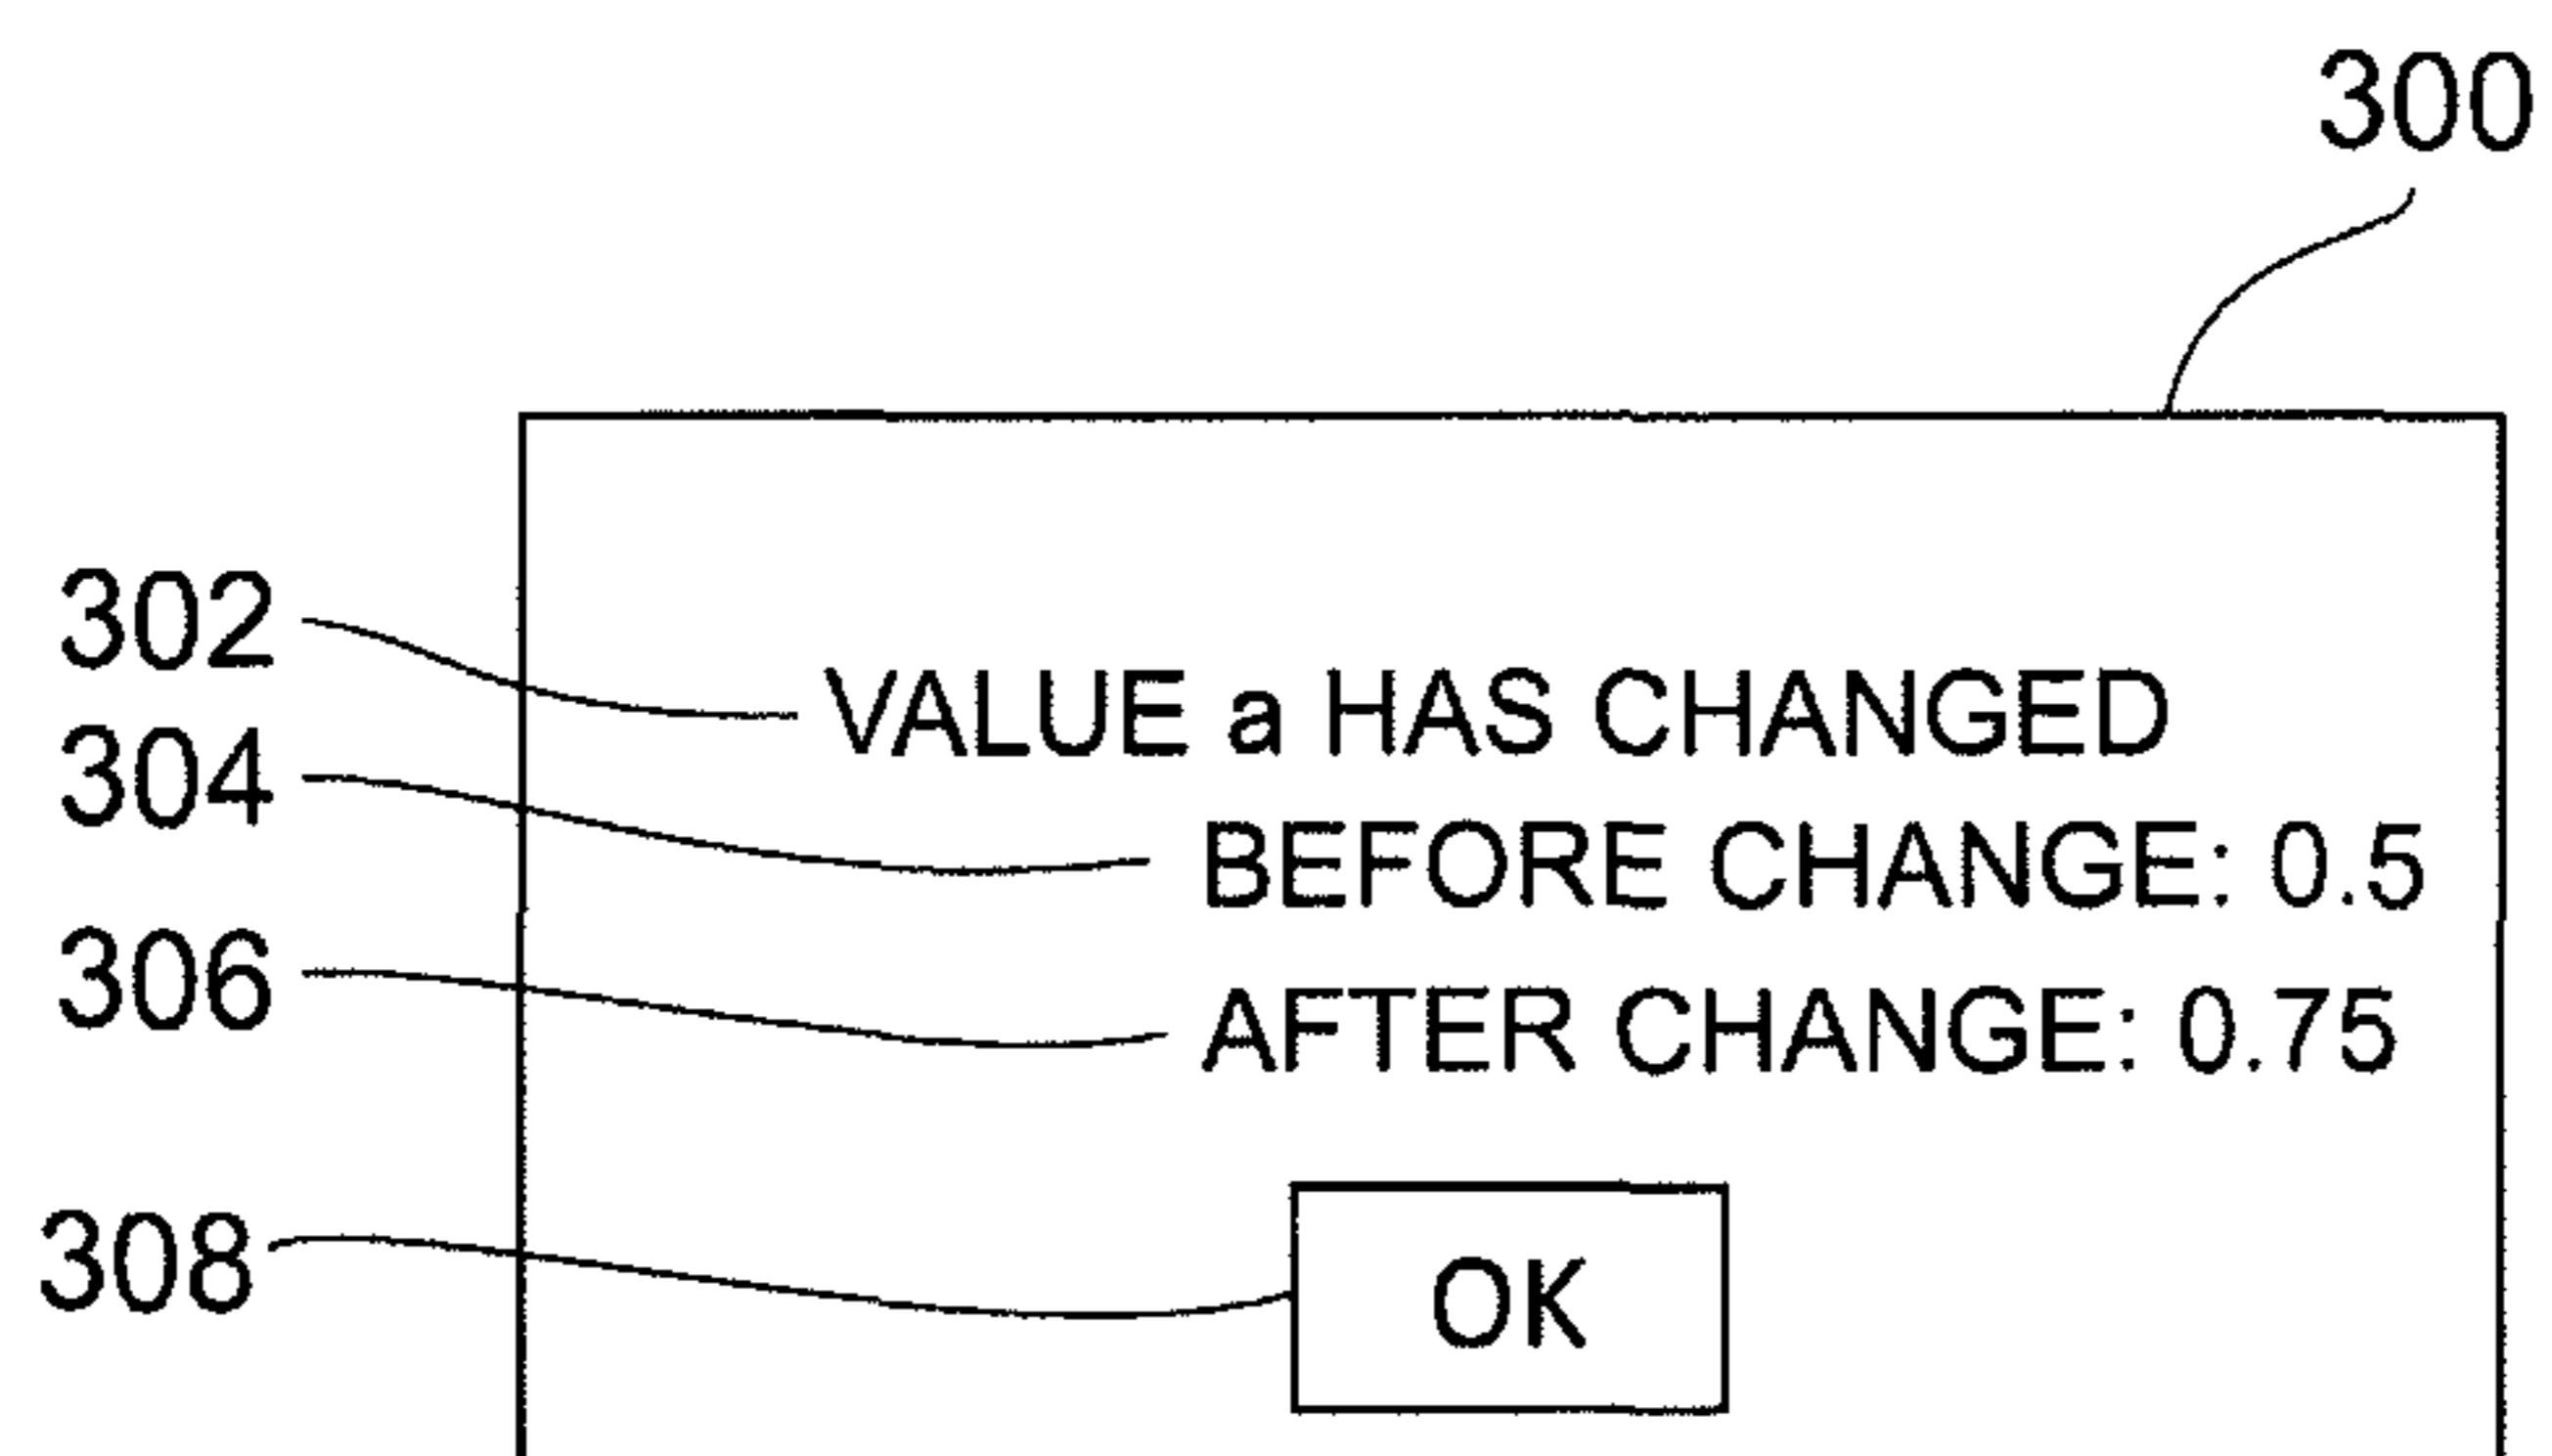 300
302
VALUE a HAS CHANGED
304
BEFORE CHANGE: 0.5
306
AFTER CHANGE: 0.75
308
OK